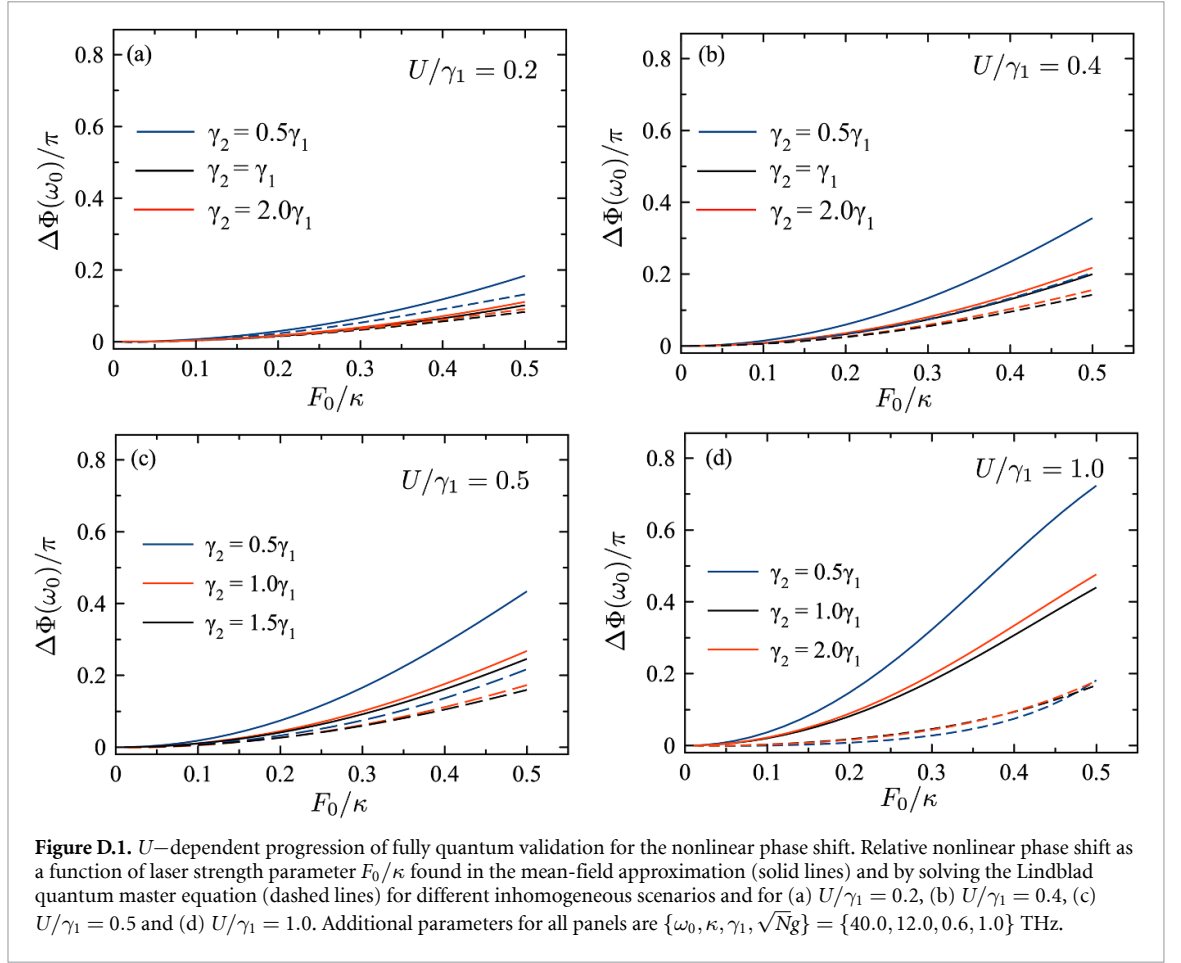 (a)
U/γ₁ = 0.2
γ₂ = 0.5γ₁
γ₂ = γ₁
γ₂ = 2.0γ₁
ΔΦ(ω₀)/π
0.8
0.6
0.4
0.2
0
0 0.1 0.2 0.3 0.4 0.5
F₀/κ
(b)
U/γ₁ = 0.4
γ₂ = 0.5γ₁
γ₂ = γ₁
γ₂ = 2.0γ₁
ΔΦ(ω₀)/π
0.8
0.6
0.4
0.2
0
0 0.1 0.2 0.3 0.4 0.5
F₀/κ
(c)
U/γ₁ = 0.5
γ₂ = 0.5γ₁
γ₂ = 1.0γ₁
γ₂ = 1.5γ₁
ΔΦ(ω₀)/π
0.8
0.6
0.4
0.2
0
0 0.1 0.2 0.3 0.4 0.5
F₀/κ
(d)
U/γ₁ = 1.0
γ₂ = 0.5γ₁
γ₂ = 1.0γ₁
γ₂ = 2.0γ₁
ΔΦ(ω₀)/π
0.8
0.6
0.4
0.2
0
0 0.1 0.2 0.3 0.4 0.5
F₀/κ
Figure D.1. U−dependent progression of fully quantum validation for the nonlinear phase shift. Relative nonlinear phase shift as
a function of laser strength parameter F₀/κ found in the mean-field approximation (solid lines) and by solving the Lindblad
quantum master equation (dashed lines) for different inhomogeneous scenarios and for (a) U/γ₁ = 0.2, (b) U/γ₁ = 0.4, (c)
U/γ₁ = 0.5 and (d) U/γ₁ = 1.0. Additional parameters for all panels are {ω₀, κ, γ₁, √Ng} = {40.0, 12.0, 0.6, 1.0} THz.